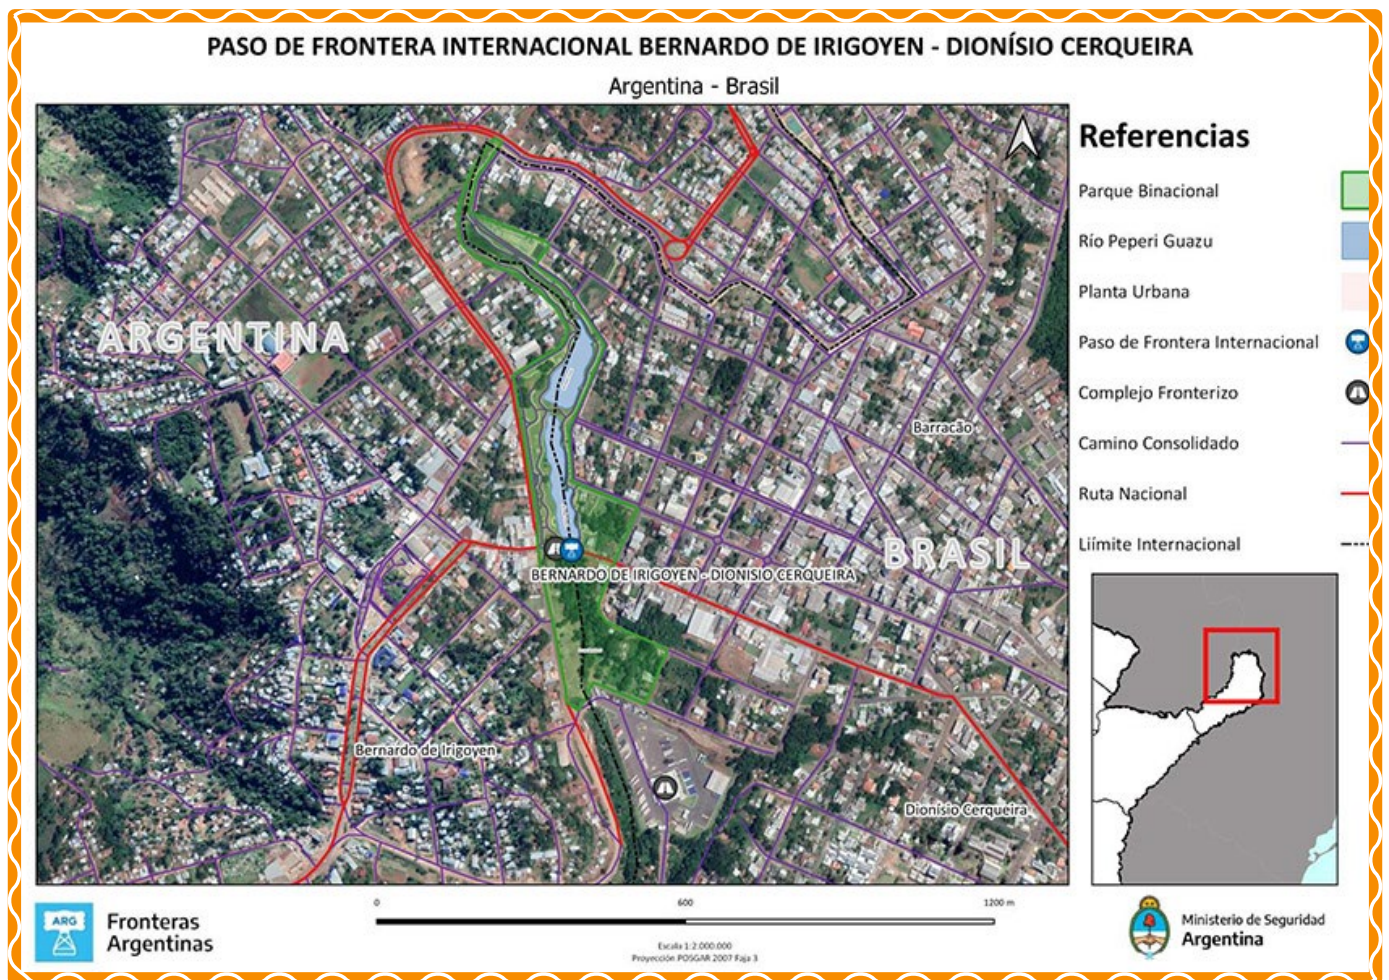 PASO DE FRONTERA INTERNACIONAL BERNARDO DE IRIGOYEN - DIONÍSIO CERQUEIRA
Argentina - Brasil
Referencias
Parque Binacional
Río Peperi Guazu
Planta Urbana
Paso de Frontera Internacional
Complejo Fronterizo
Camino Consolidado
Ruta Nacional
Liímite Internacional
ARGENTINA
Barracão
BRASIL
BERNARDO DE IRIGOYEN - DIONISIO CERQUEIRA
Bernardo de Irigoyen
Dionísio Cerqueira
ARG
Fronteras
Argentinas
0 600 1200 m
Escala 1:2.000.000
Proyección POSGAR 2007 Faja 3
Ministerio de Seguridad
Argentina